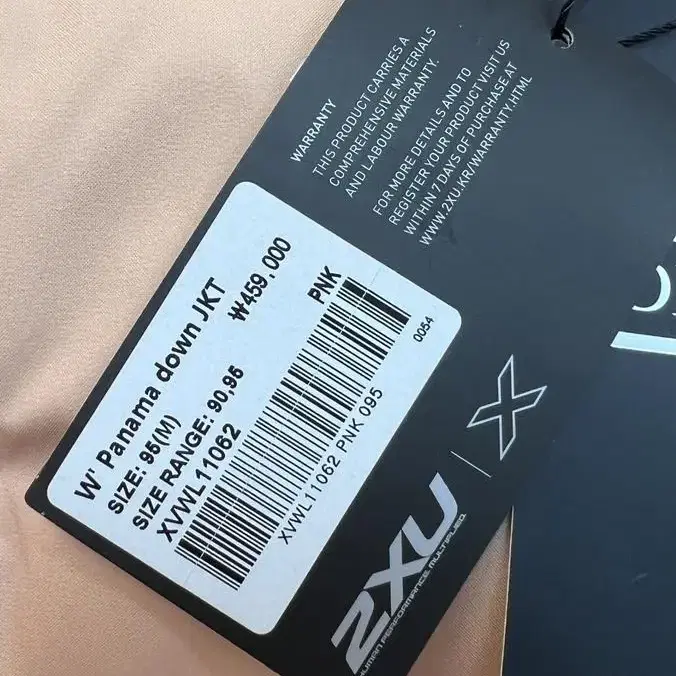 WARRANTY
THIS PRODUCT CARRIES A
COMPREHENSIVE MATERIALS
AND LABOUR WARRANTY.
FOR MORE DETAILS AND TO
REGISTER YOUR PRODUCT VISIT US
WITHIN 7 DAYS OF PURCHASE AT
WWW.2XU.KR/WARRANTY.HTML
W' Panama down JKT
₩459,000
SIZE: 95(M)
SIZE RANGE: 90,95
XVWL11062
PNK
XVWL11062 PNK 095
0054
2XU | X
HUMAN PERFORMANCE MULTIPLIED